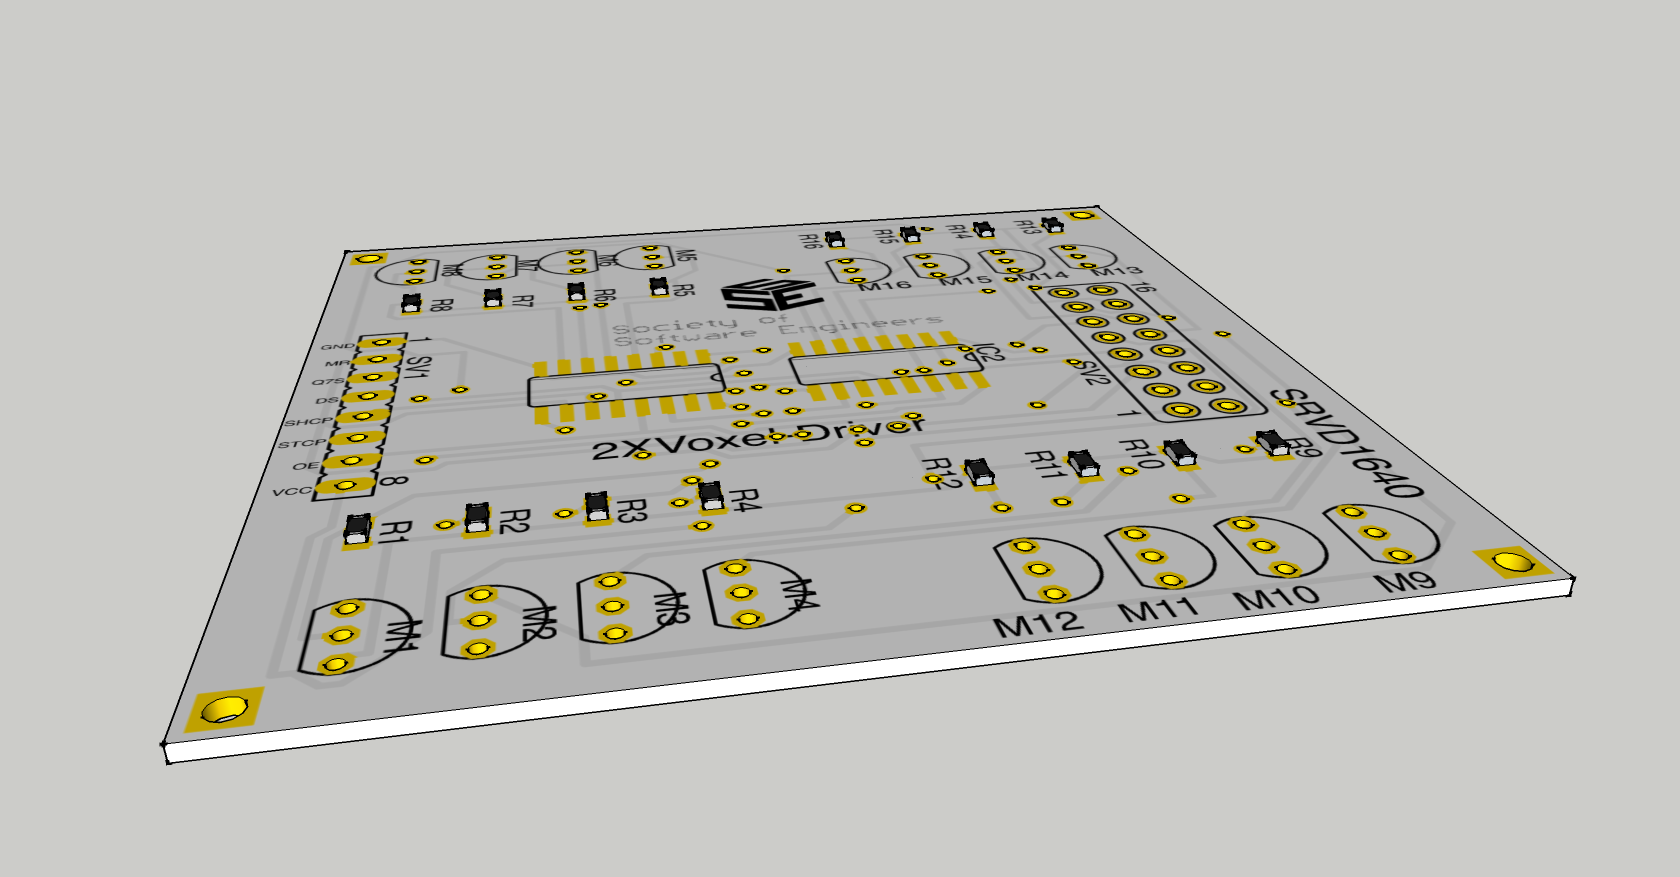 R16
R15
R14
R13
M8
M7
M6
M5
M16
M15
M14
M13
R8
R7
R6
R5
SE
Society of
Software Engineers
16
GND
MR
Q7S
DS
SHCP
STCP
OE
VCC
1
SV1
8
IC2
SV2
1
2XVoxel-Driver
SRVD1640
R12
R11
R10
R9
R1
R2
R3
R4
M1
M2
M3
M4
M12
M11
M10
M9